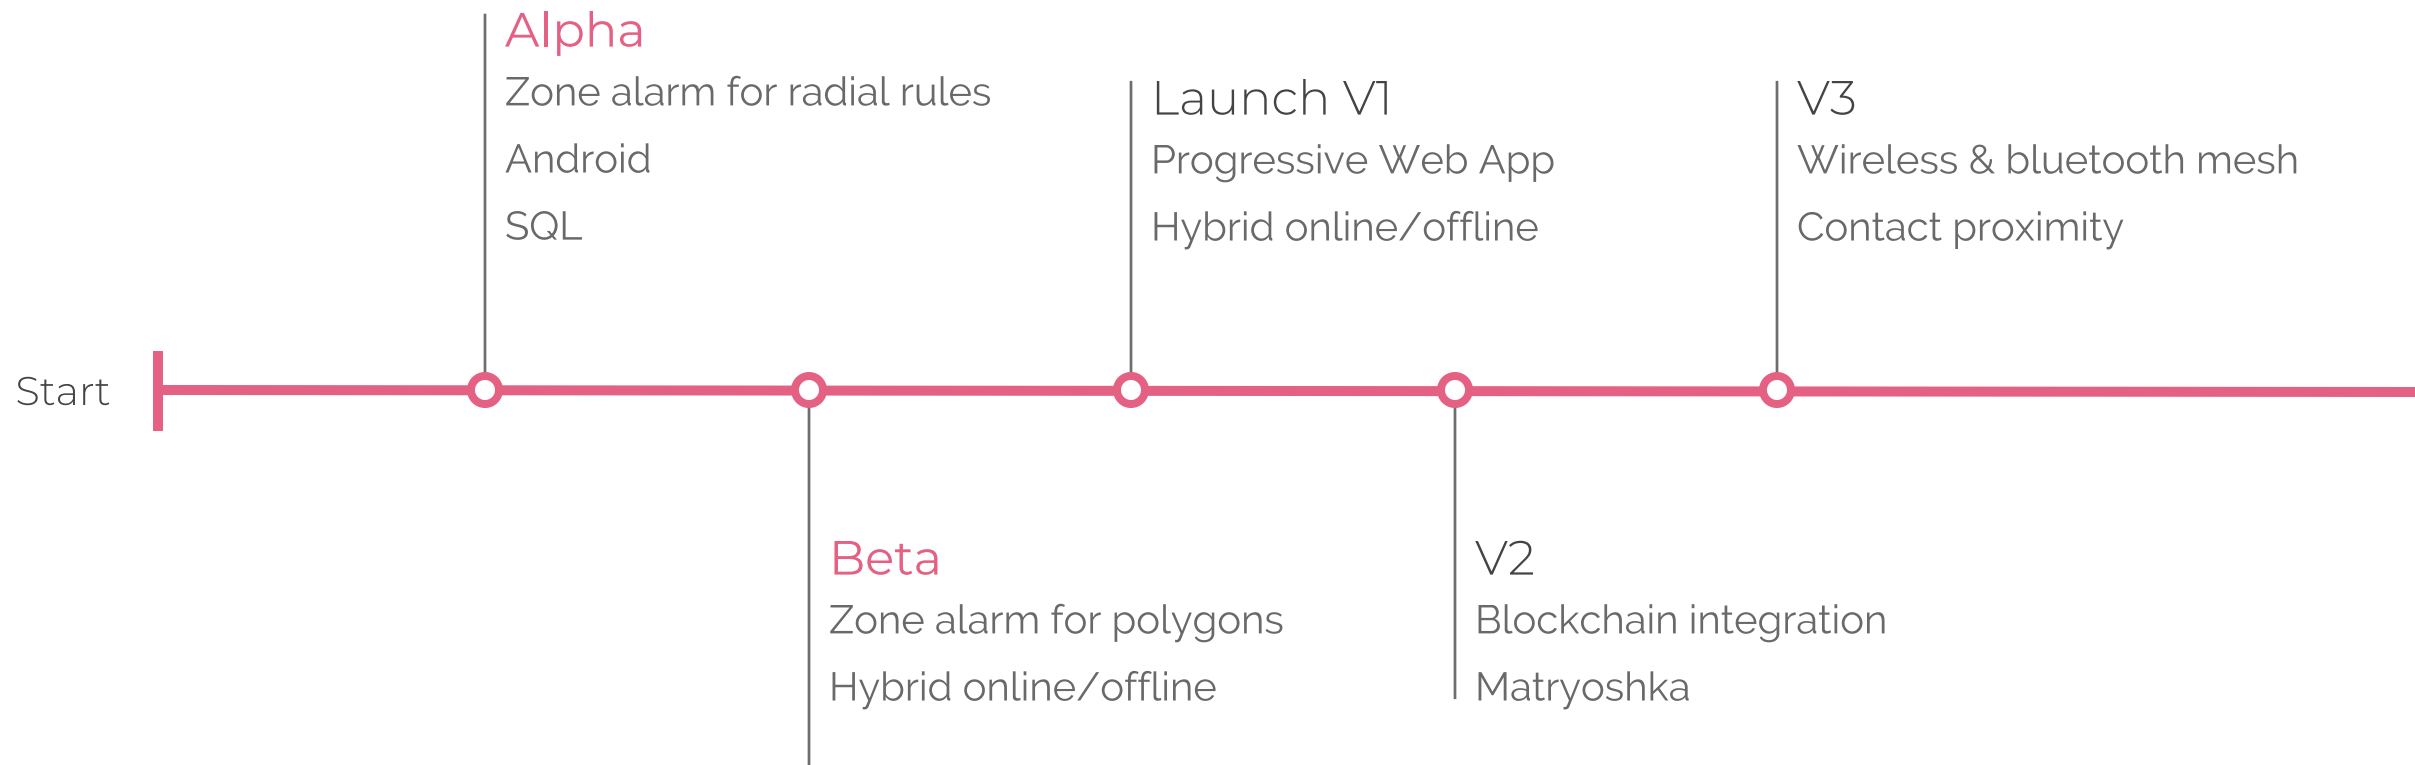 Start
Alpha
Zone alarm for radial rules
Android
SQL
Beta
Zone alarm for polygons
Hybrid online/offline
Launch V1
Progressive Web App
Hybrid online/offline
V2
Blockchain integration
Matryoshka
V3
Wireless & bluetooth mesh
Contact proximity